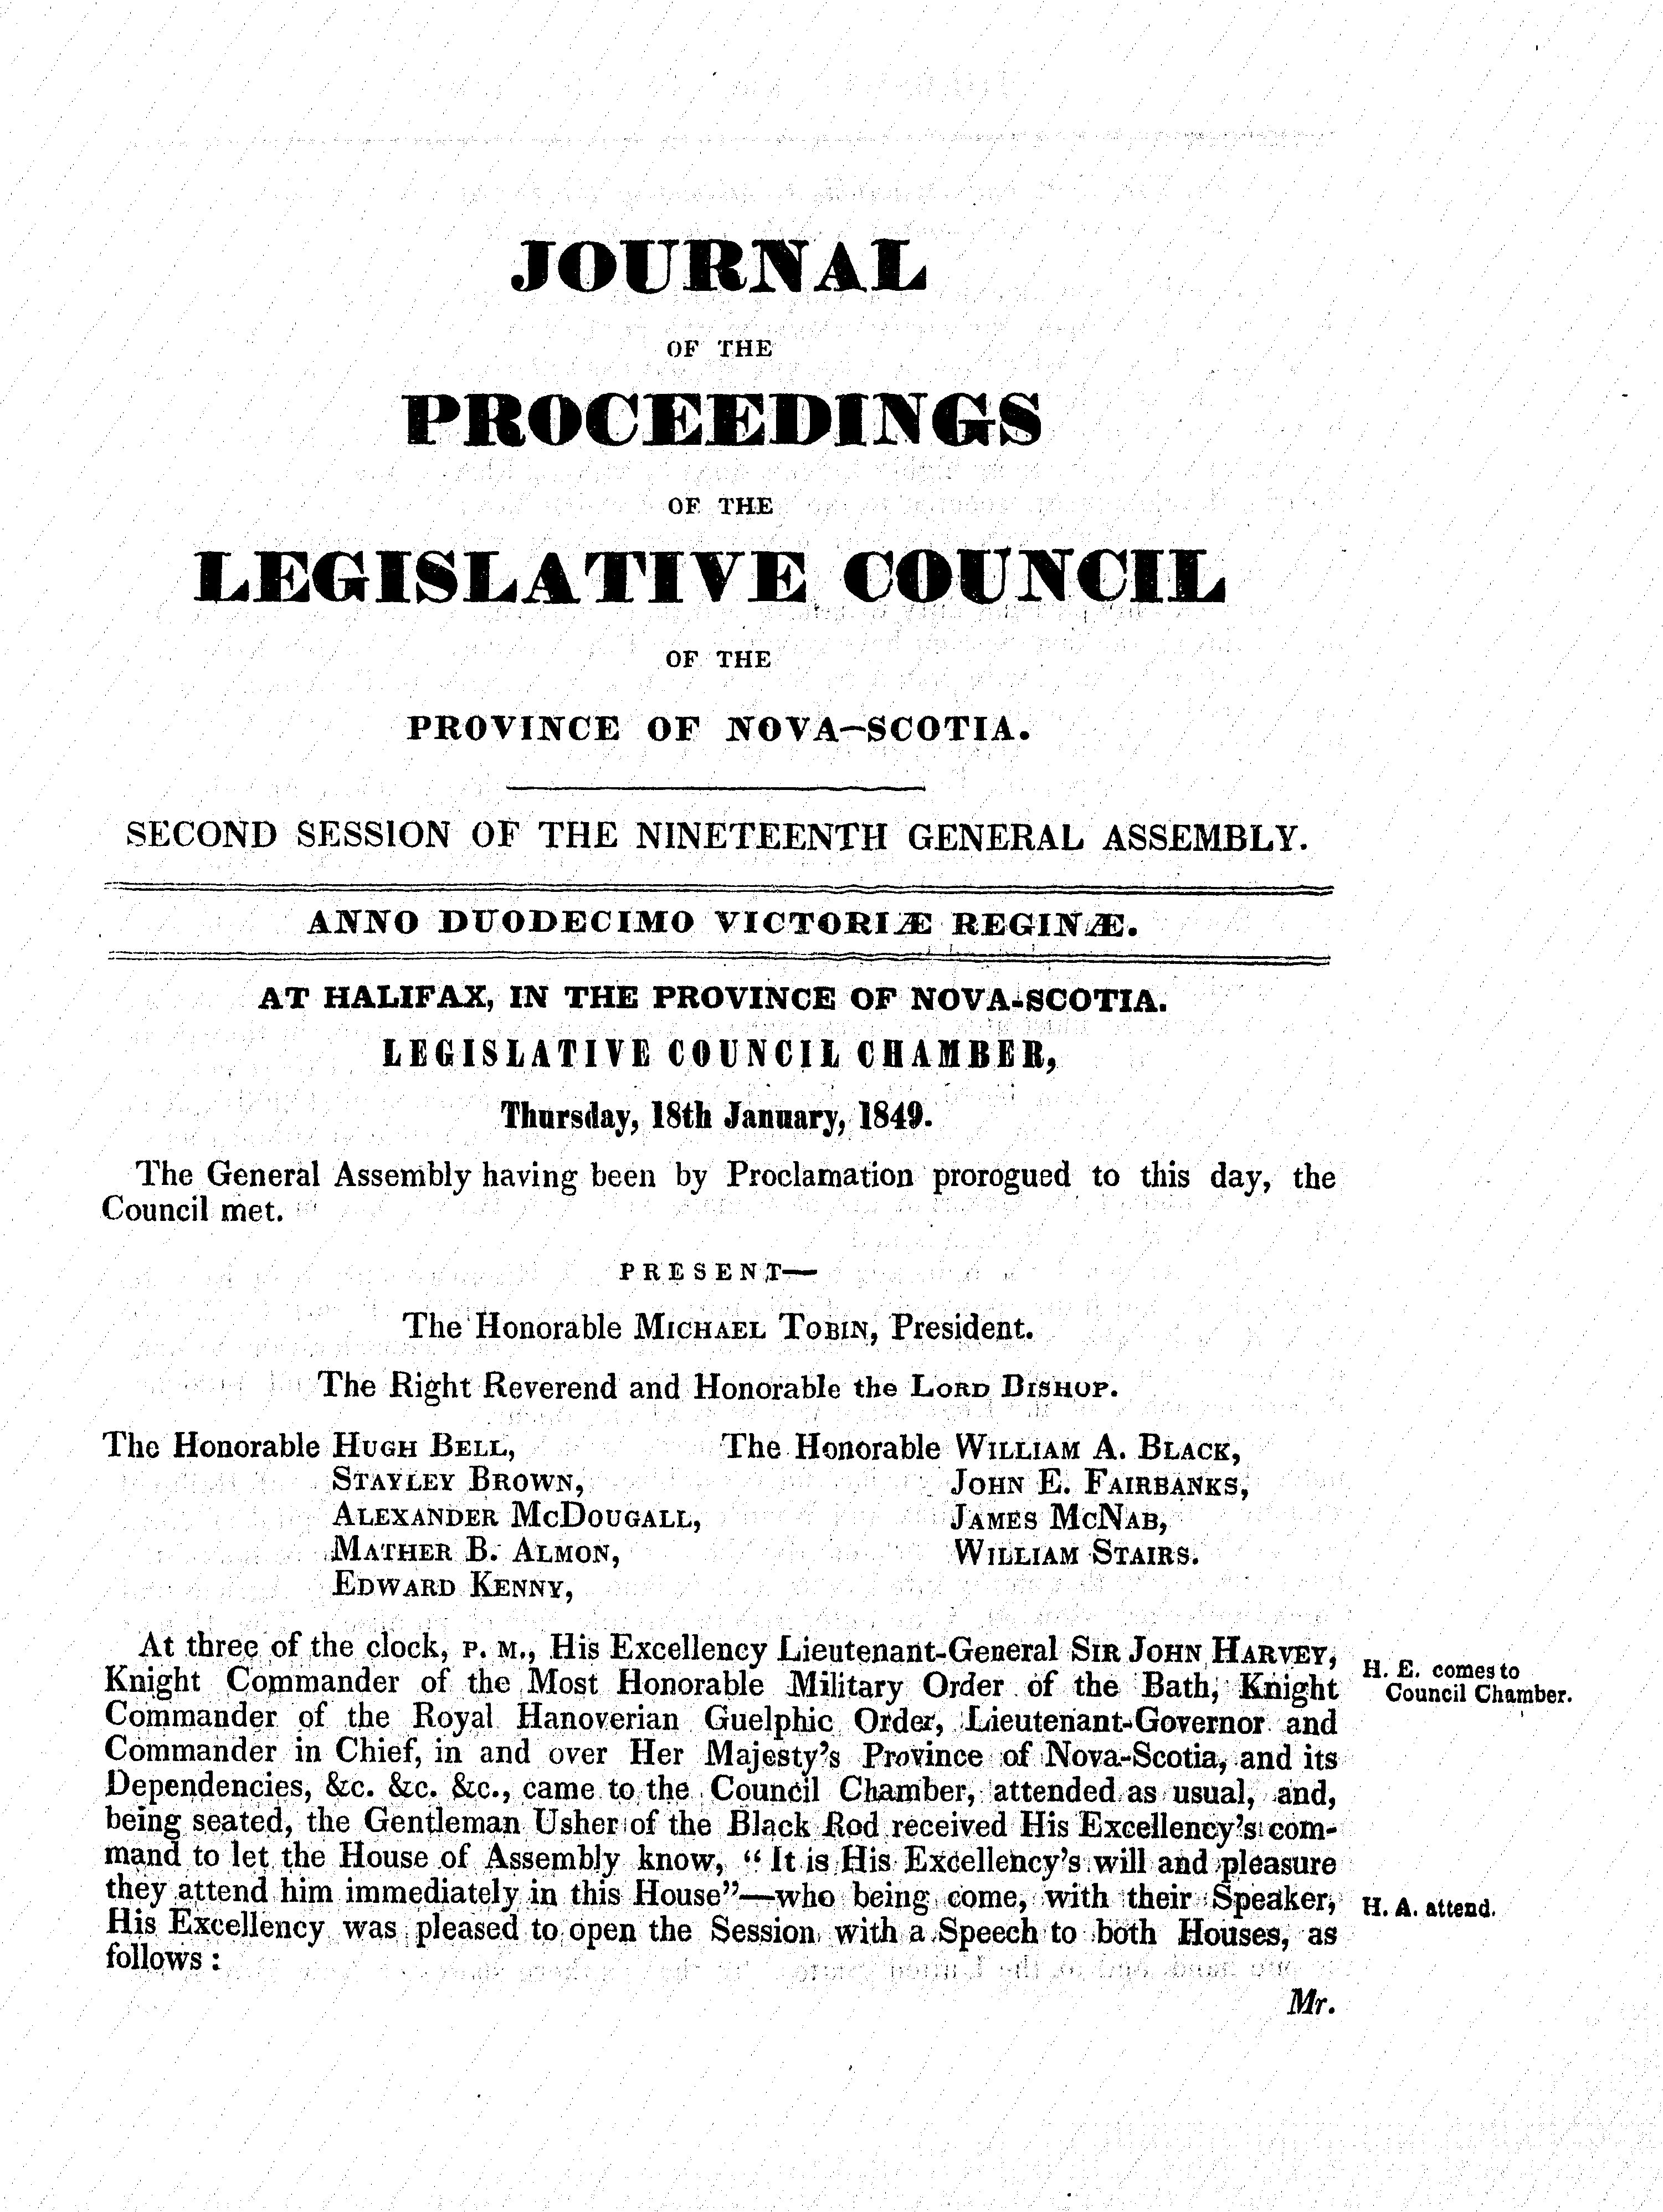 JOURNAL
OF THE
PROCEEDINGS
OF THE
LEGISLATIVE COUNCIL
OF THE
PROVINCE OF NOVA-SCOTIA.
SECOND SESSION OF THE NINETEENTH GENERAL ASSEMBLY.
ANNO DUODECIMO VICTORIÆ REGINÆ.
AT HALIFAX, IN THE PROVINCE OF NOVA-SCOTIA.
LEGISLATIVE COUNCIL CHAMBER,
Thursday, 18th January, 1849.
The General Assembly having been by Proclamation prorogued to this day, the
Council met.
PRESENT—
The Honorable MICHAEL TOBIN, President.
The Right Reverend and Honorable the LORD BISHOP.
The Honorable HUGH BELL,
STAYLEY BROWN,
ALEXANDER MCDOUGALL,
MATHER B. ALMON,
EDWARD KENNY,
The Honorable WILLIAM A. BLACK,
JOHN E. FAIRBANKS,
JAMES MCNAB,
WILLIAM STAIRS.
At three of the clock, P. M., His Excellency Lieutenant-General SIR JOHN HARVEY,
Knight Commander of the Most Honorable Military Order of the Bath, Knight
Commander of the Royal Hanoverian Guelphic Order, Lieutenant-Governor and
Commander in Chief, in and over Her Majesty's Province of Nova-Scotia, and its
Dependencies, &c. &c. &c., came to the Council Chamber, attended as usual, and,
being seated, the Gentleman Usher of the Black Rod received His Excellency's com-
mand to let the House of Assembly know, "It is His Excellency's will and pleasure
they attend him immediately in this House"—who being come, with their Speaker,
His Excellency was pleased to open the Session with a Speech to both Houses, as
follows:
H. E. comes to
Council Chamber.
H. A. attend.
Mr.